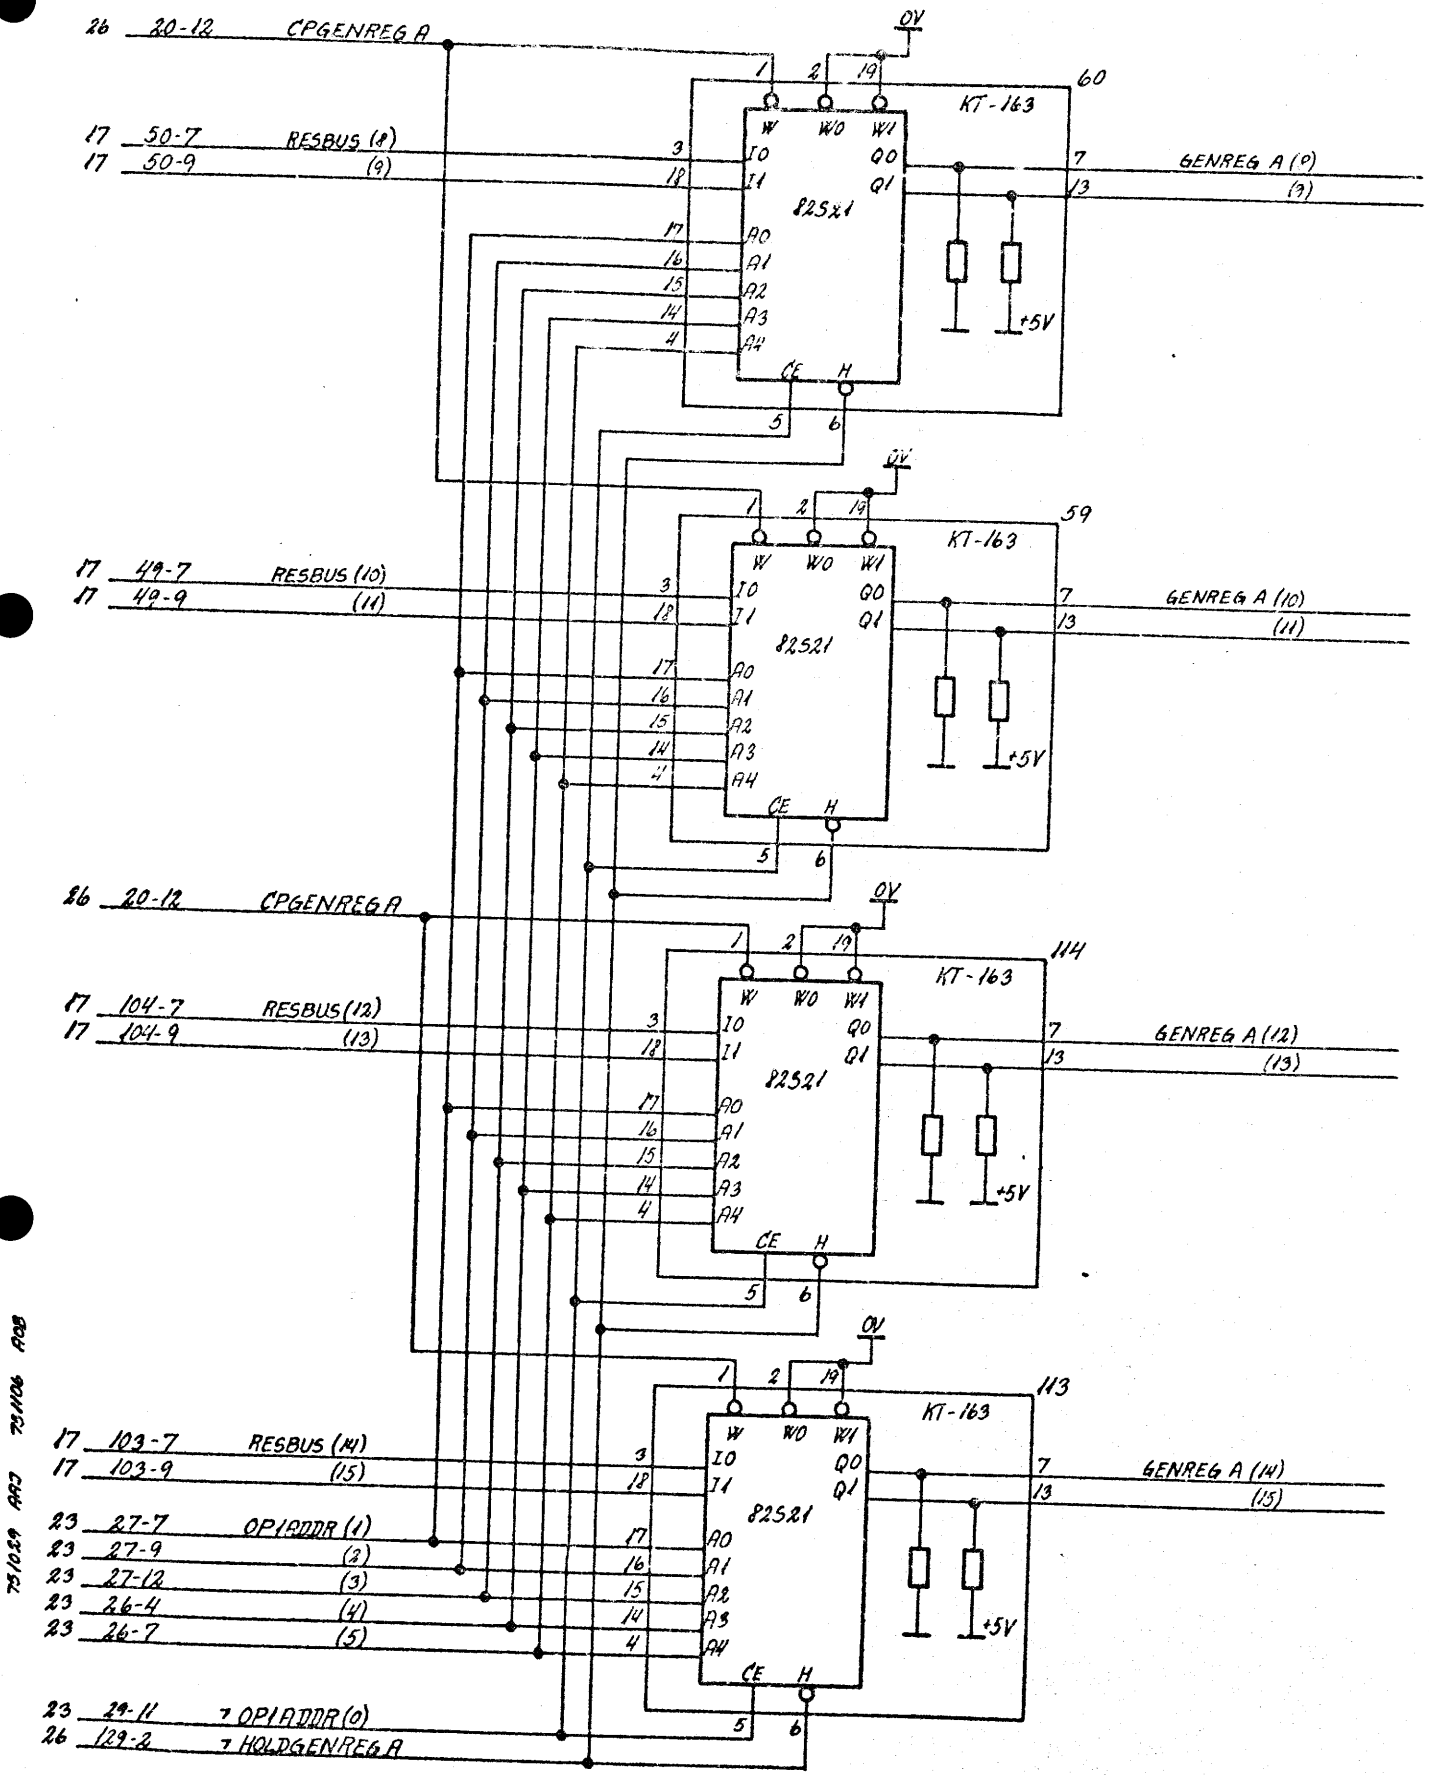 26 20-12 CPGENREG A
0V
1 2 19 60
KT-163
W W0 W1
17 50-7 RESBUS (8) 3 I0 Q0 7 GENREG A (8)
17 50-9 (9) 18 I1 Q1 13 (9)
82S21
17 A0
16 A1
15 A2
14 A3
4 A4
+5V
CE H
5 6
0V
1 2 19 59
KT-163
W W0 W1
17 49-7 RESBUS (10) 3 I0 Q0 7 GENREG A (10)
17 49-9 (11) 18 I1 Q1 13 (11)
82S21
17 A0
16 A1
15 A2
14 A3
4 A4
+5V
CE H
5 6
26 20-12 CPGENREG A
0V
1 2 19 114
KT-163
W W0 W1
17 104-7 RESBUS (12) 3 I0 Q0 7 GENREG A (12)
17 104-9 (13) 18 I1 Q1 13 (13)
82S21
17 A0
16 A1
15 A2
14 A3
4 A4
+5V
CE H
5 6
0V
1 2 19 113
KT-163
W W0 W1
17 103-7 RESBUS (14) 3 I0 Q0 7 GENREG A (14)
17 103-9 (15) 18 I1 Q1 13 (15)
82S21
23 27-7 OP1ADDR (1) 17 A0
23 27-9 (2) 16 A1
23 27-12 (3) 15 A2
23 26-4 (4) 14 A3
23 26-7 (5) 4 A4
+5V
CE H
23 29-11 ¬ OP1ADDR (0) 5 6
26 129-2 ¬ HOLDGENREG A
751029 AAJ 751106 AOB